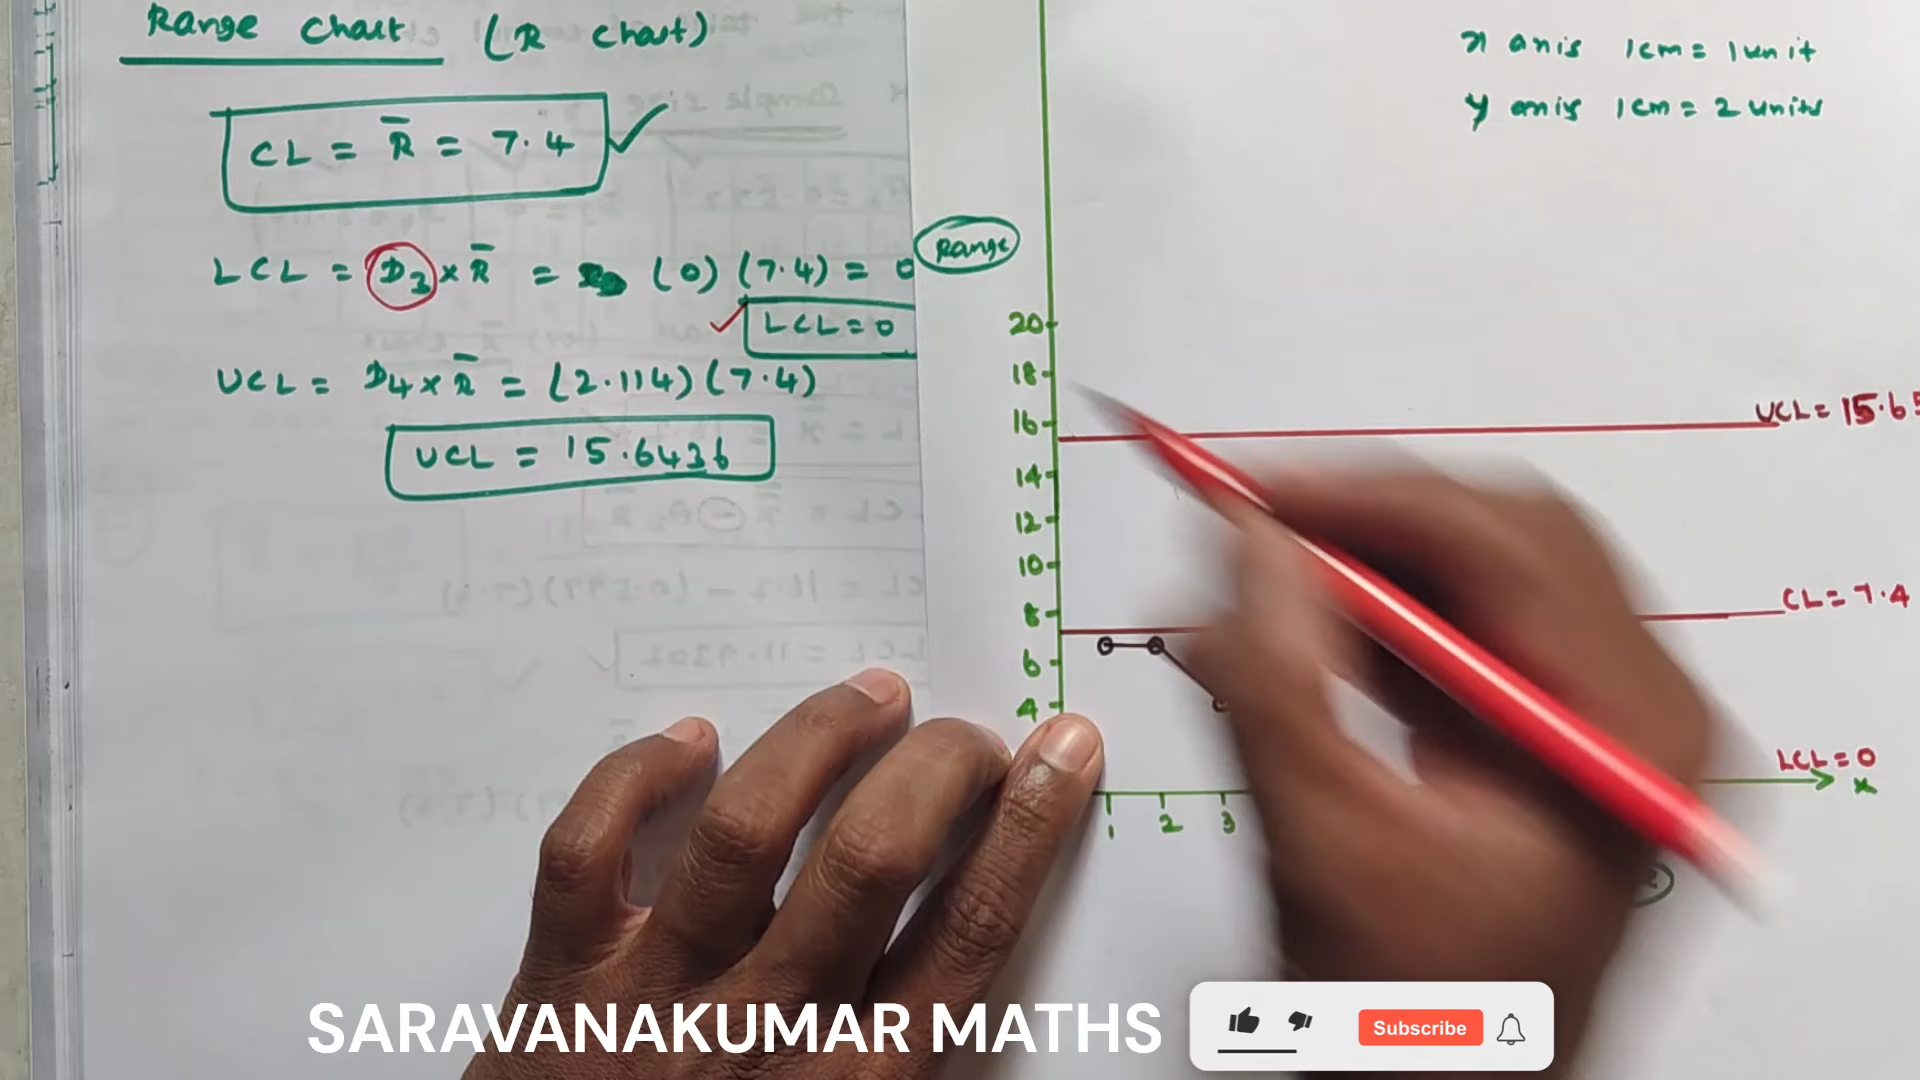 Range Chart (R Chart)
CL = R̄ = 7.4
LCL = D3 × R̄ = (0) (7.4) = 0
LCL = 0
UCL = D4 × R̄ = (2.114) (7.4)
UCL = 15.6436
x axis 1cm = 1 unit
y axis 1cm = 2 units
Range
20
18
16
14
12
10
8
6
4
UCL = 15.65
CL = 7.4
LCL = 0
x
1 2 3
SARAVANAKUMAR MATHS
Subscribe